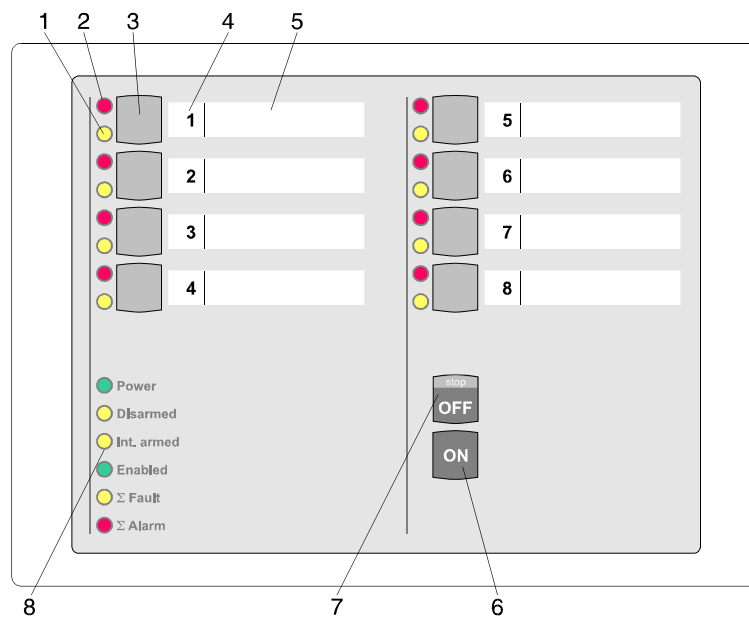 1 2 3 4 5
1 5
2 6
3 7
4 8
Power
DIsarmed
Int. armed
Enabled
Σ Fault
Σ Alarm
stop
OFF
ON
8 7 6